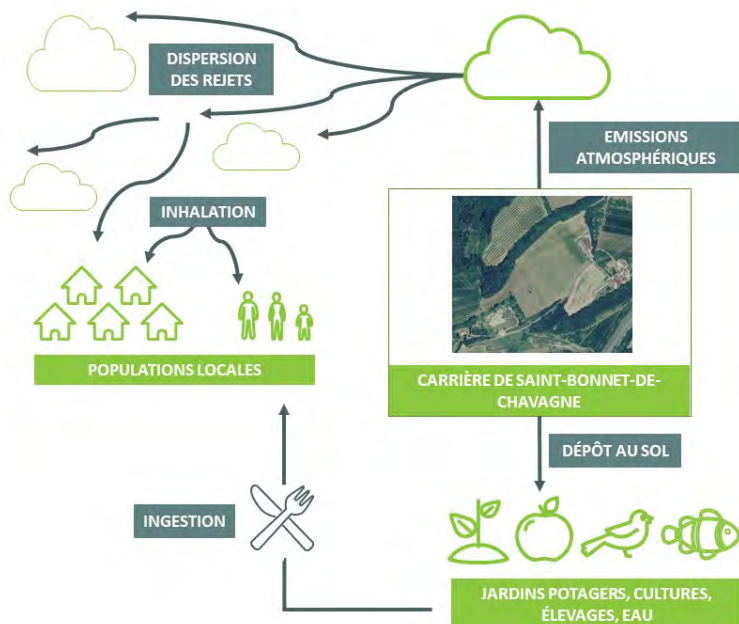 DISPERSION
DES REJETS
EMISSIONS
ATMOSPHÉRIQUES
INHALATION
POPULATIONS LOCALES
CARRIÈRE DE SAINT-BONNET-DE-
CHAVAGNE
DÉPÔT AU SOL
INGESTION
JARDINS POTAGERS, CULTURES,
ÉLEVAGES, EAU